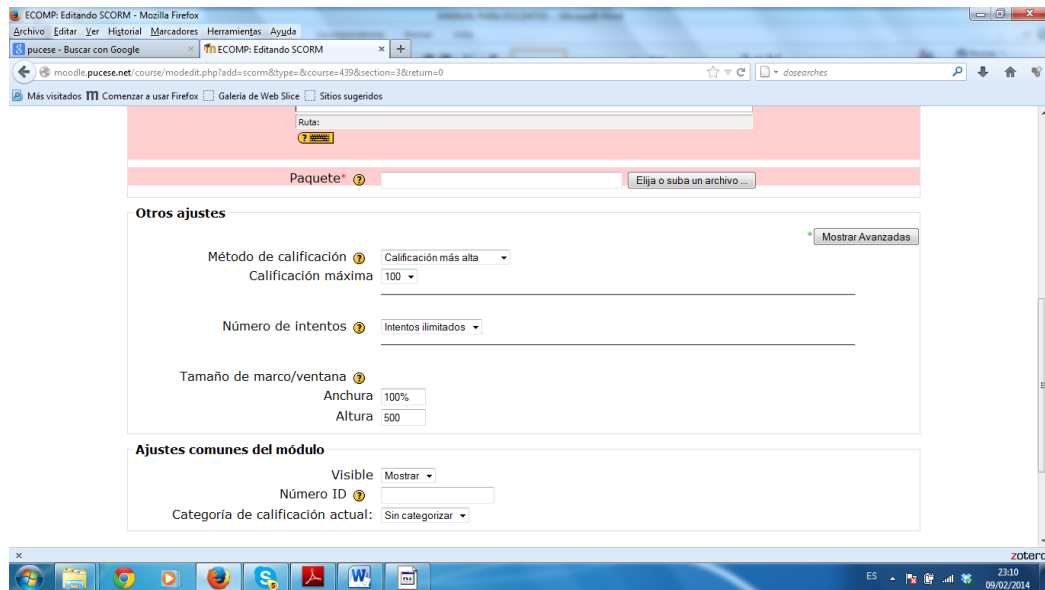 ECOMP: Editando SCORM - Mozilla Firefox
Archivo Editar Ver Historial Marcadores Herramientas Ayuda
pucese - Buscar con Google × ECOMP: Editando SCORM × +
moodle.pucese.net/course/modedit.php?add=scorm&type=&course=439&section=3&return=0 dosearches
Más visitados Comenzar a usar Firefox Galería de Web Slice Sitios sugeridos
Ruta:
Paquete* Elija o suba un archivo ...
Otros ajustes
* Mostrar Avanzadas
Método de calificación Calificación más alta
Calificación máxima 100
Número de intentos Intentos ilimitados
Tamaño de marco/ventana
Anchura 100%
Altura 500
Ajustes comunes del módulo
Visible Mostrar
Número ID
Categoría de calificación actual: Sin categorizar
× zotero
ES 23:10
09/02/2014